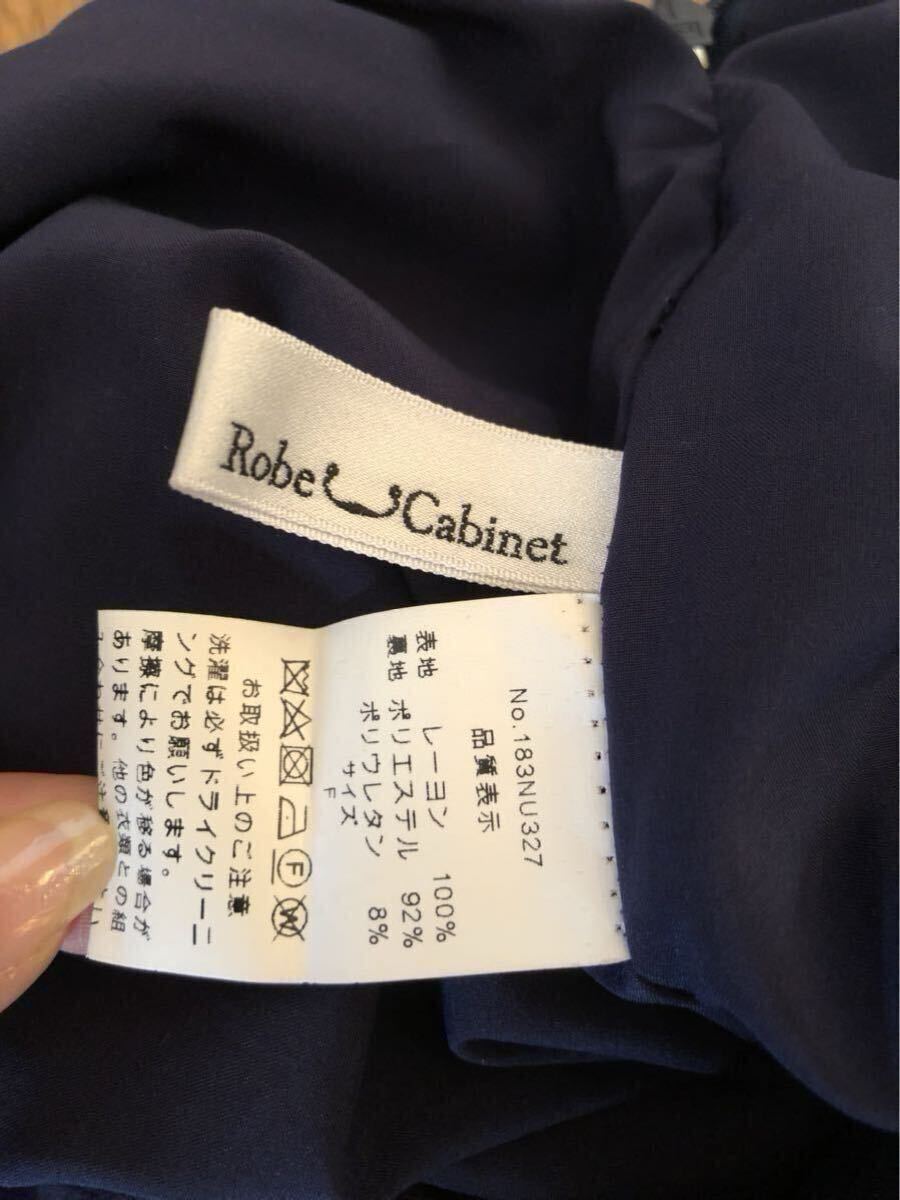 Robe Cabinet
No.183NU327
品質表示
表地 レーヨン 100%
裏地 ポリエステル 92%
ポリウレタン 8%
サイズ
F
F
W
お取扱い上のご注意
洗濯は必ずドライクリーニ
ングでお願いします。
摩擦により色が移る場合が
あります。他の衣類との組